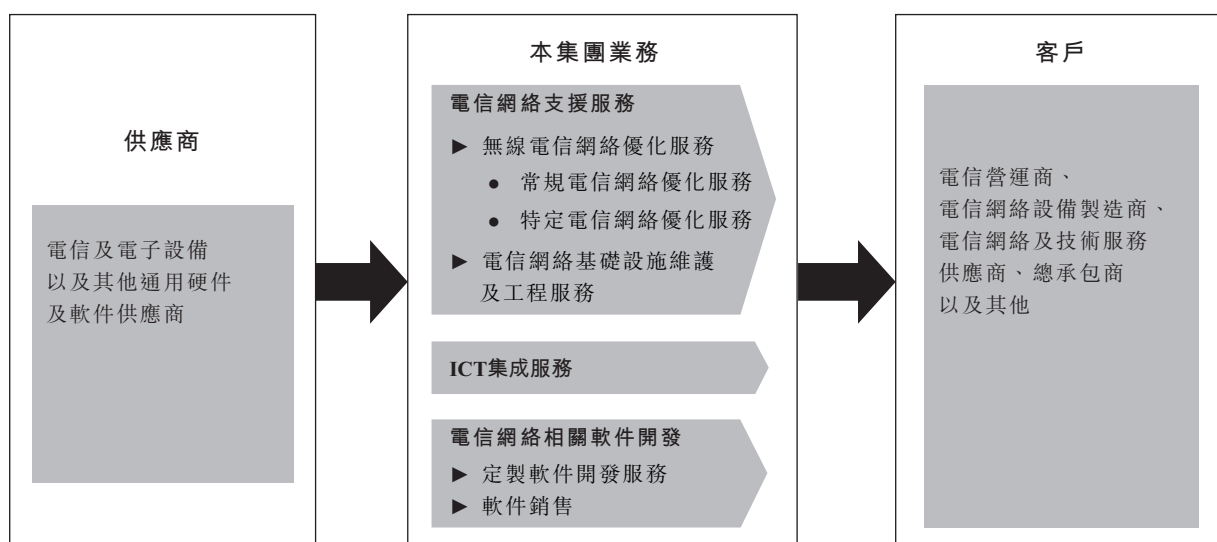 供應商
電信及電子設備
以及其他通用硬件
及軟件供應商
本集團業務
電信網絡支援服務
► 無線電信網絡優化服務
● 常規電信網絡優化服務
● 特定電信網絡優化服務
► 電信網絡基礎設施維護
及工程服務
ICT集成服務
電信網絡相關軟件開發
► 定製軟件開發服務
► 軟件銷售
客戶
電信營運商、
電信網絡設備製造商、
電信網絡及技術服務
供應商、總承包商
以及其他